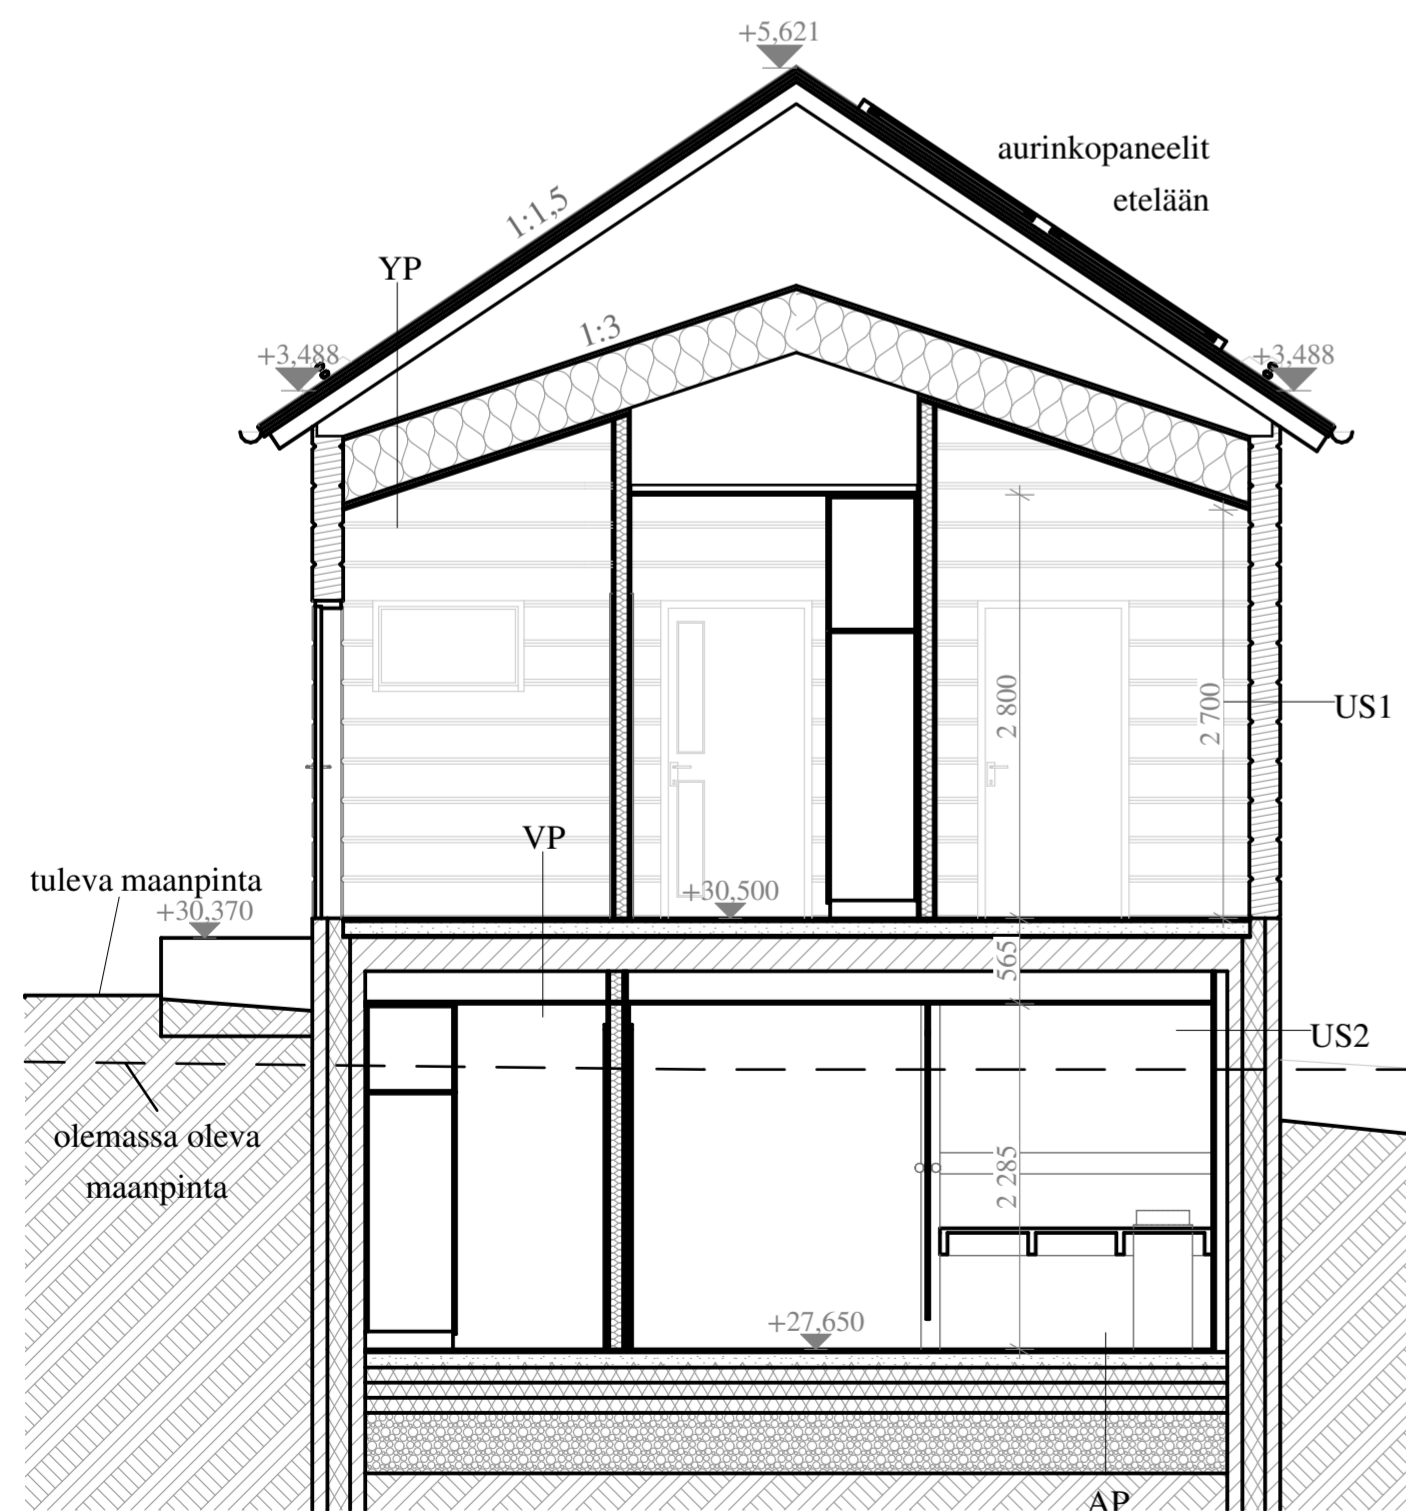 +5,621
aurinkopaneelit
etelään
1:1,5
YP
1:3
+3,488
+3,488
2 800
2 700
US1
VP
tuleva maanpinta
+30,370
+30,500
565
US2
olemassa oleva
maanpinta
2 285
+27,650
AP